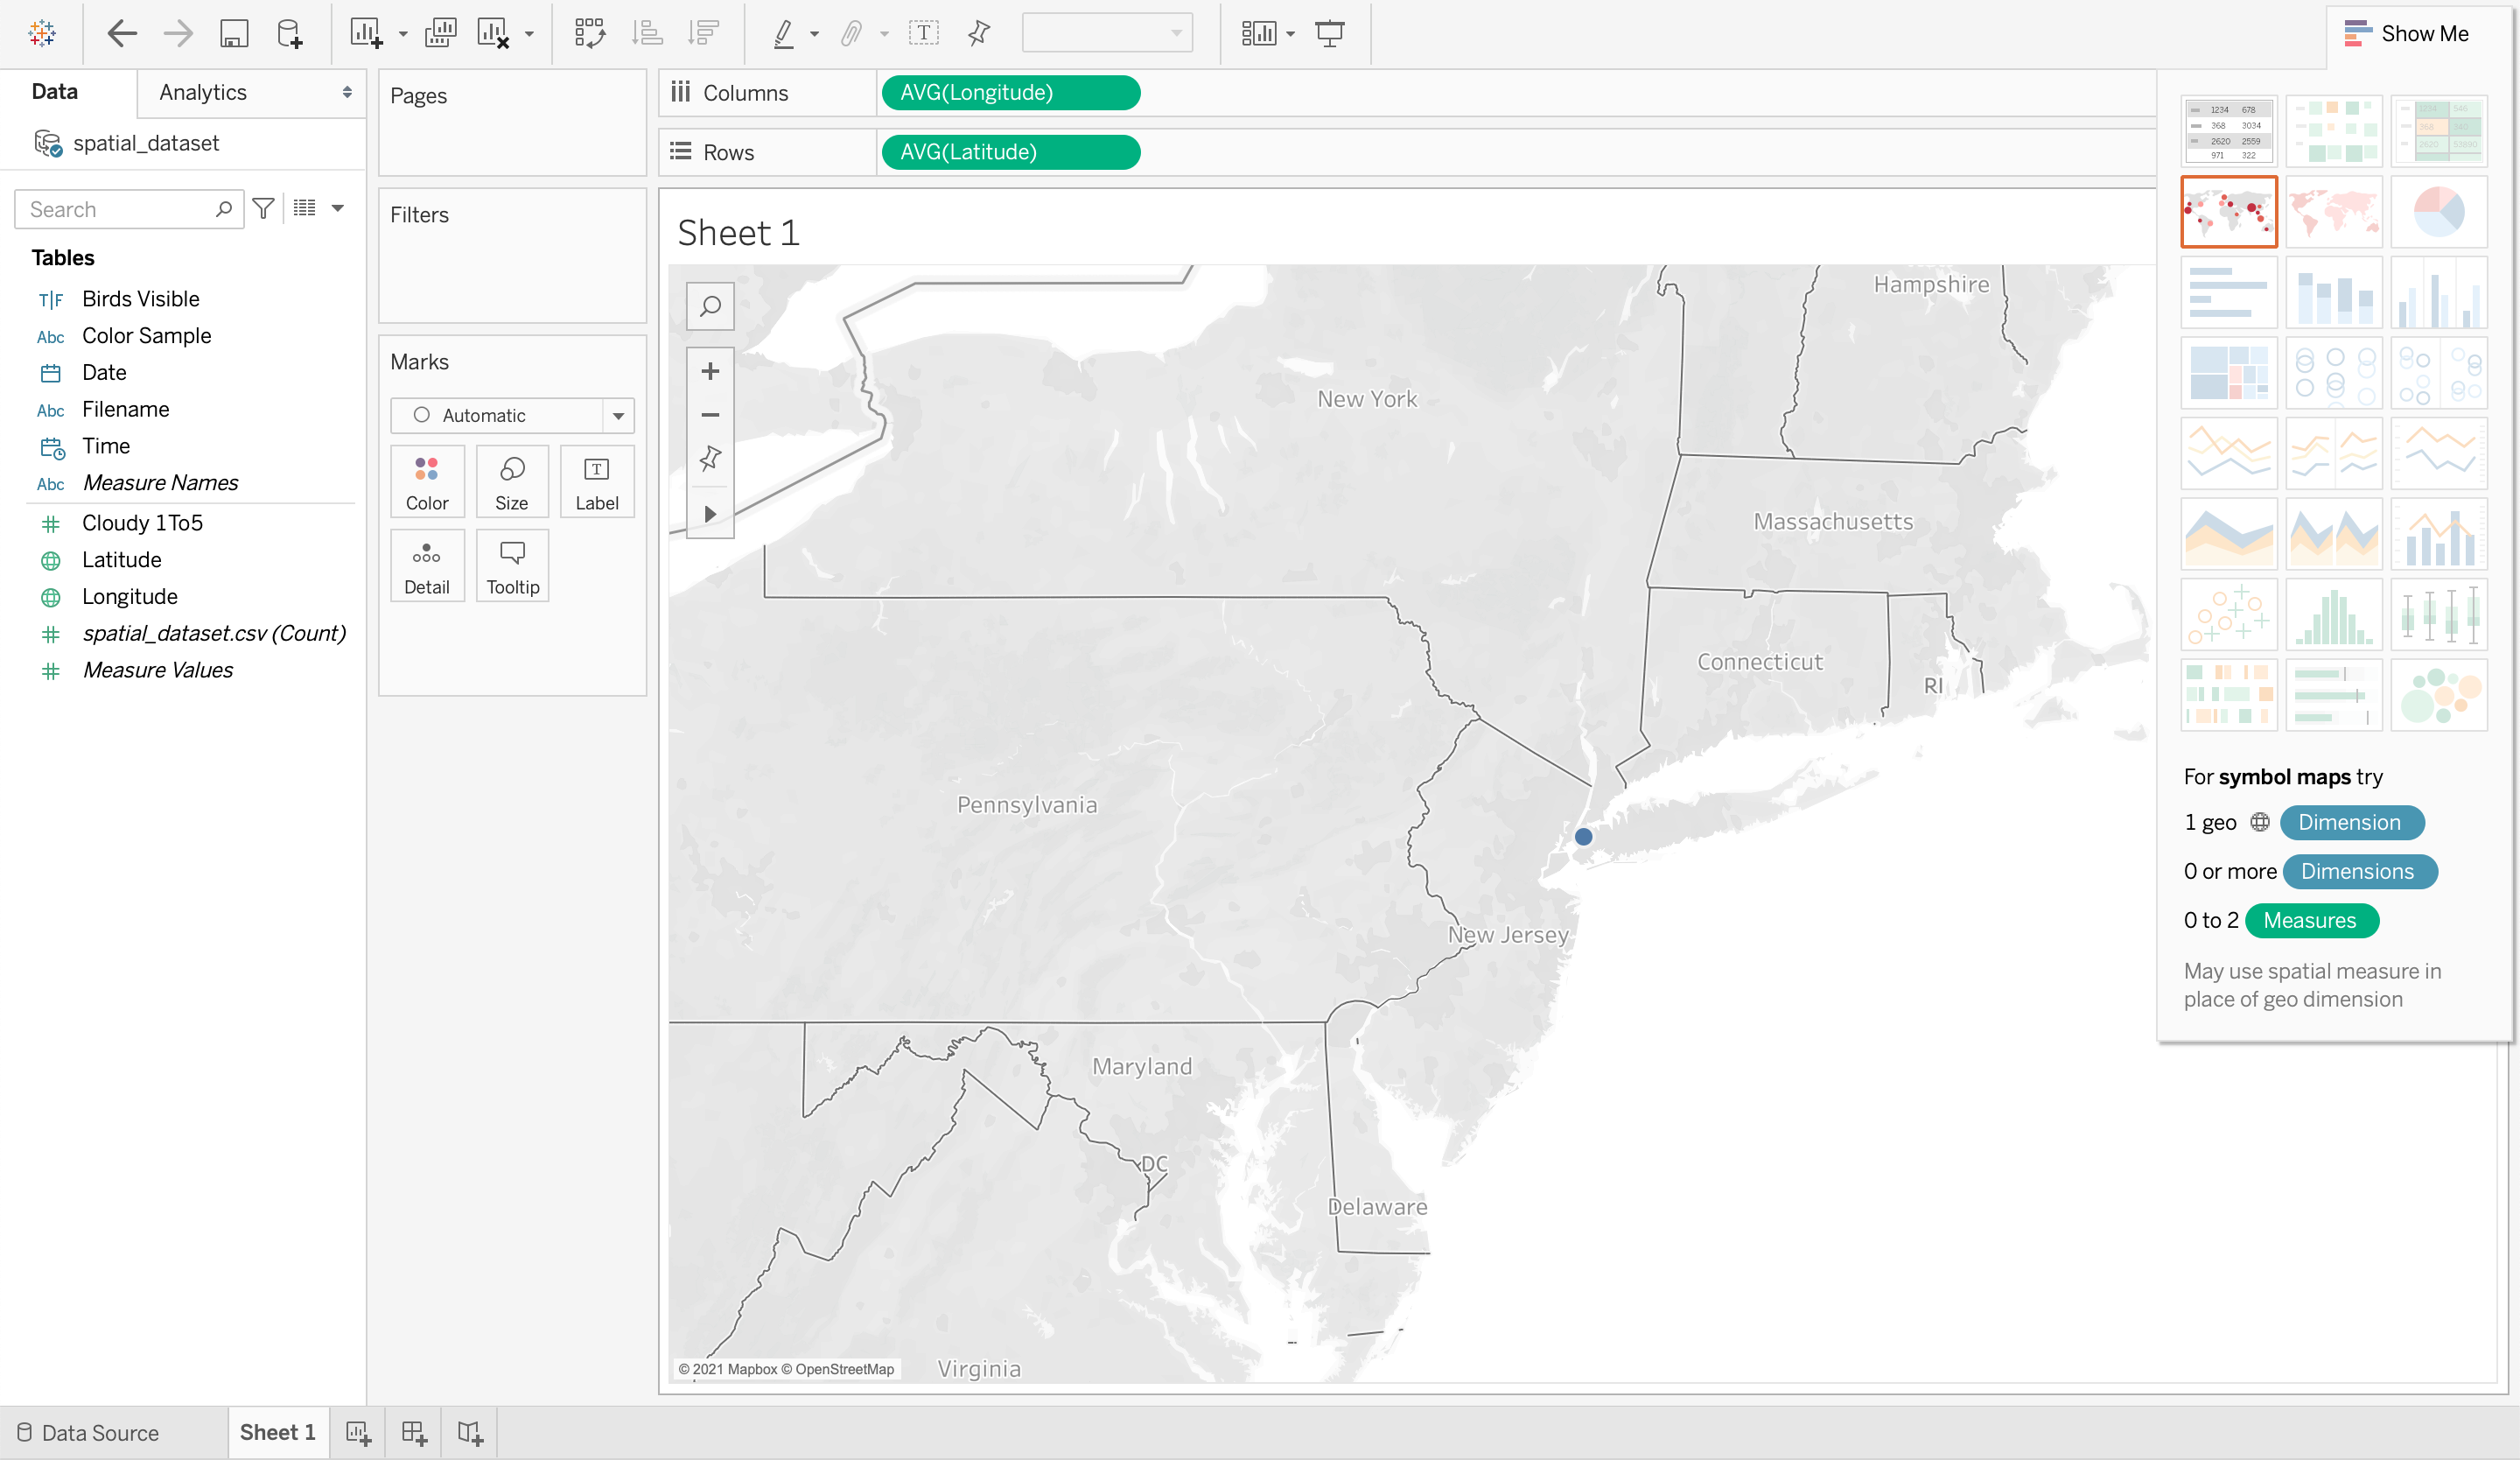 Show Me
Data
Analytics
spatial_dataset
Search
Tables
T|F Birds Visible
Abc Color Sample
Date
Abc Filename
Time
Abc Measure Names
Cloudy 1To5
Latitude
Longitude
spatial_dataset.csv (Count)
Measure Values
Pages
Filters
Marks
Automatic
Color
Size
T
Label
Detail
Tooltip
Columns
AVG(Longitude)
Rows
AVG(Latitude)
Sheet 1
Hampshire
New York
Massachusetts
Connecticut
RI
Pennsylvania
New Jersey
Maryland
DC
Delaware
Virginia
© 2021 Mapbox © OpenStreetMap
1234 678
368 3034
2620 2559
971 322
For symbol maps try
1 geo Dimension
0 or more Dimensions
0 to 2 Measures
May use spatial measure in
place of geo dimension
Data Source
Sheet 1